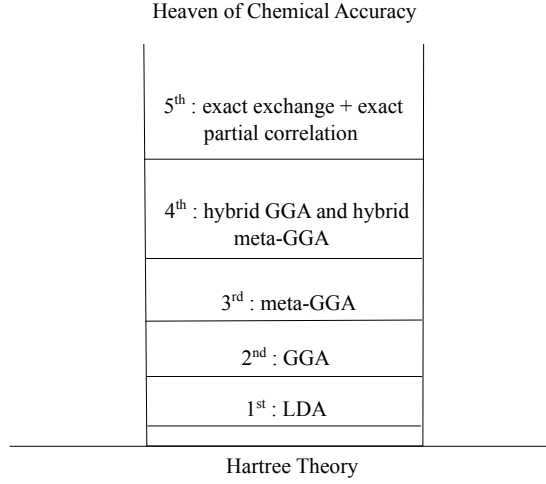 Heaven of Chemical Accuracy
5th : exact exchange + exact
partial correlation
4th : hybrid GGA and hybrid
meta-GGA
3rd : meta-GGA
2nd : GGA
1st : LDA
Hartree Theory